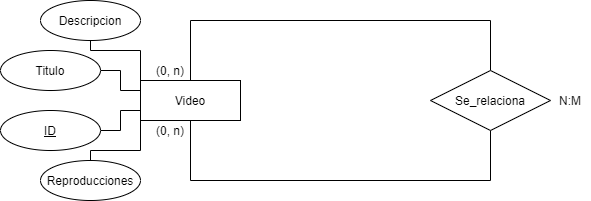 Descripcion
Titulo
(0, n)
Video
Se_relaciona
N:M
ID
(0, n)
Reproducciones